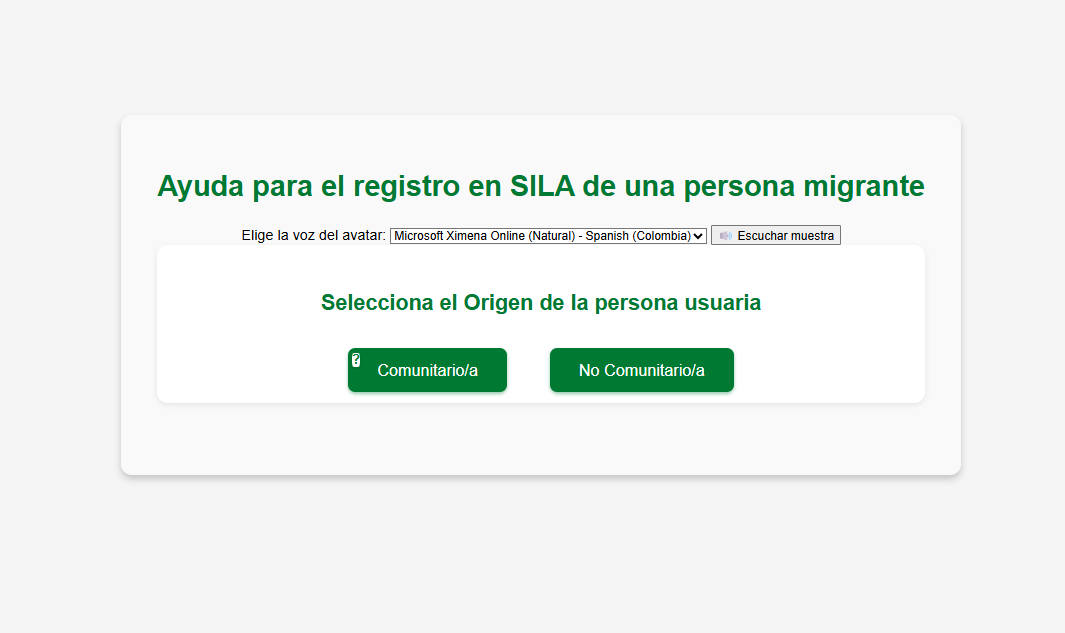 Ayuda para el registro en SILA de una persona migrante
Elige la voz del avatar: Microsoft Ximena Online (Natural) - Spanish (Colombia) 🔊 Escuchar muestra
Selecciona el Origen de la persona usuaria
? Comunitario/a No Comunitario/a